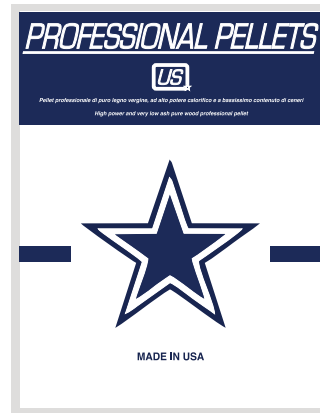 PROFESSIONAL PELLETS
US
Pellet professionale di puro legno vergine, ad alto potere calorifico e a bassissimo contenuto di ceneri
High power and very low ash pure wood professional pellet
MADE IN USA